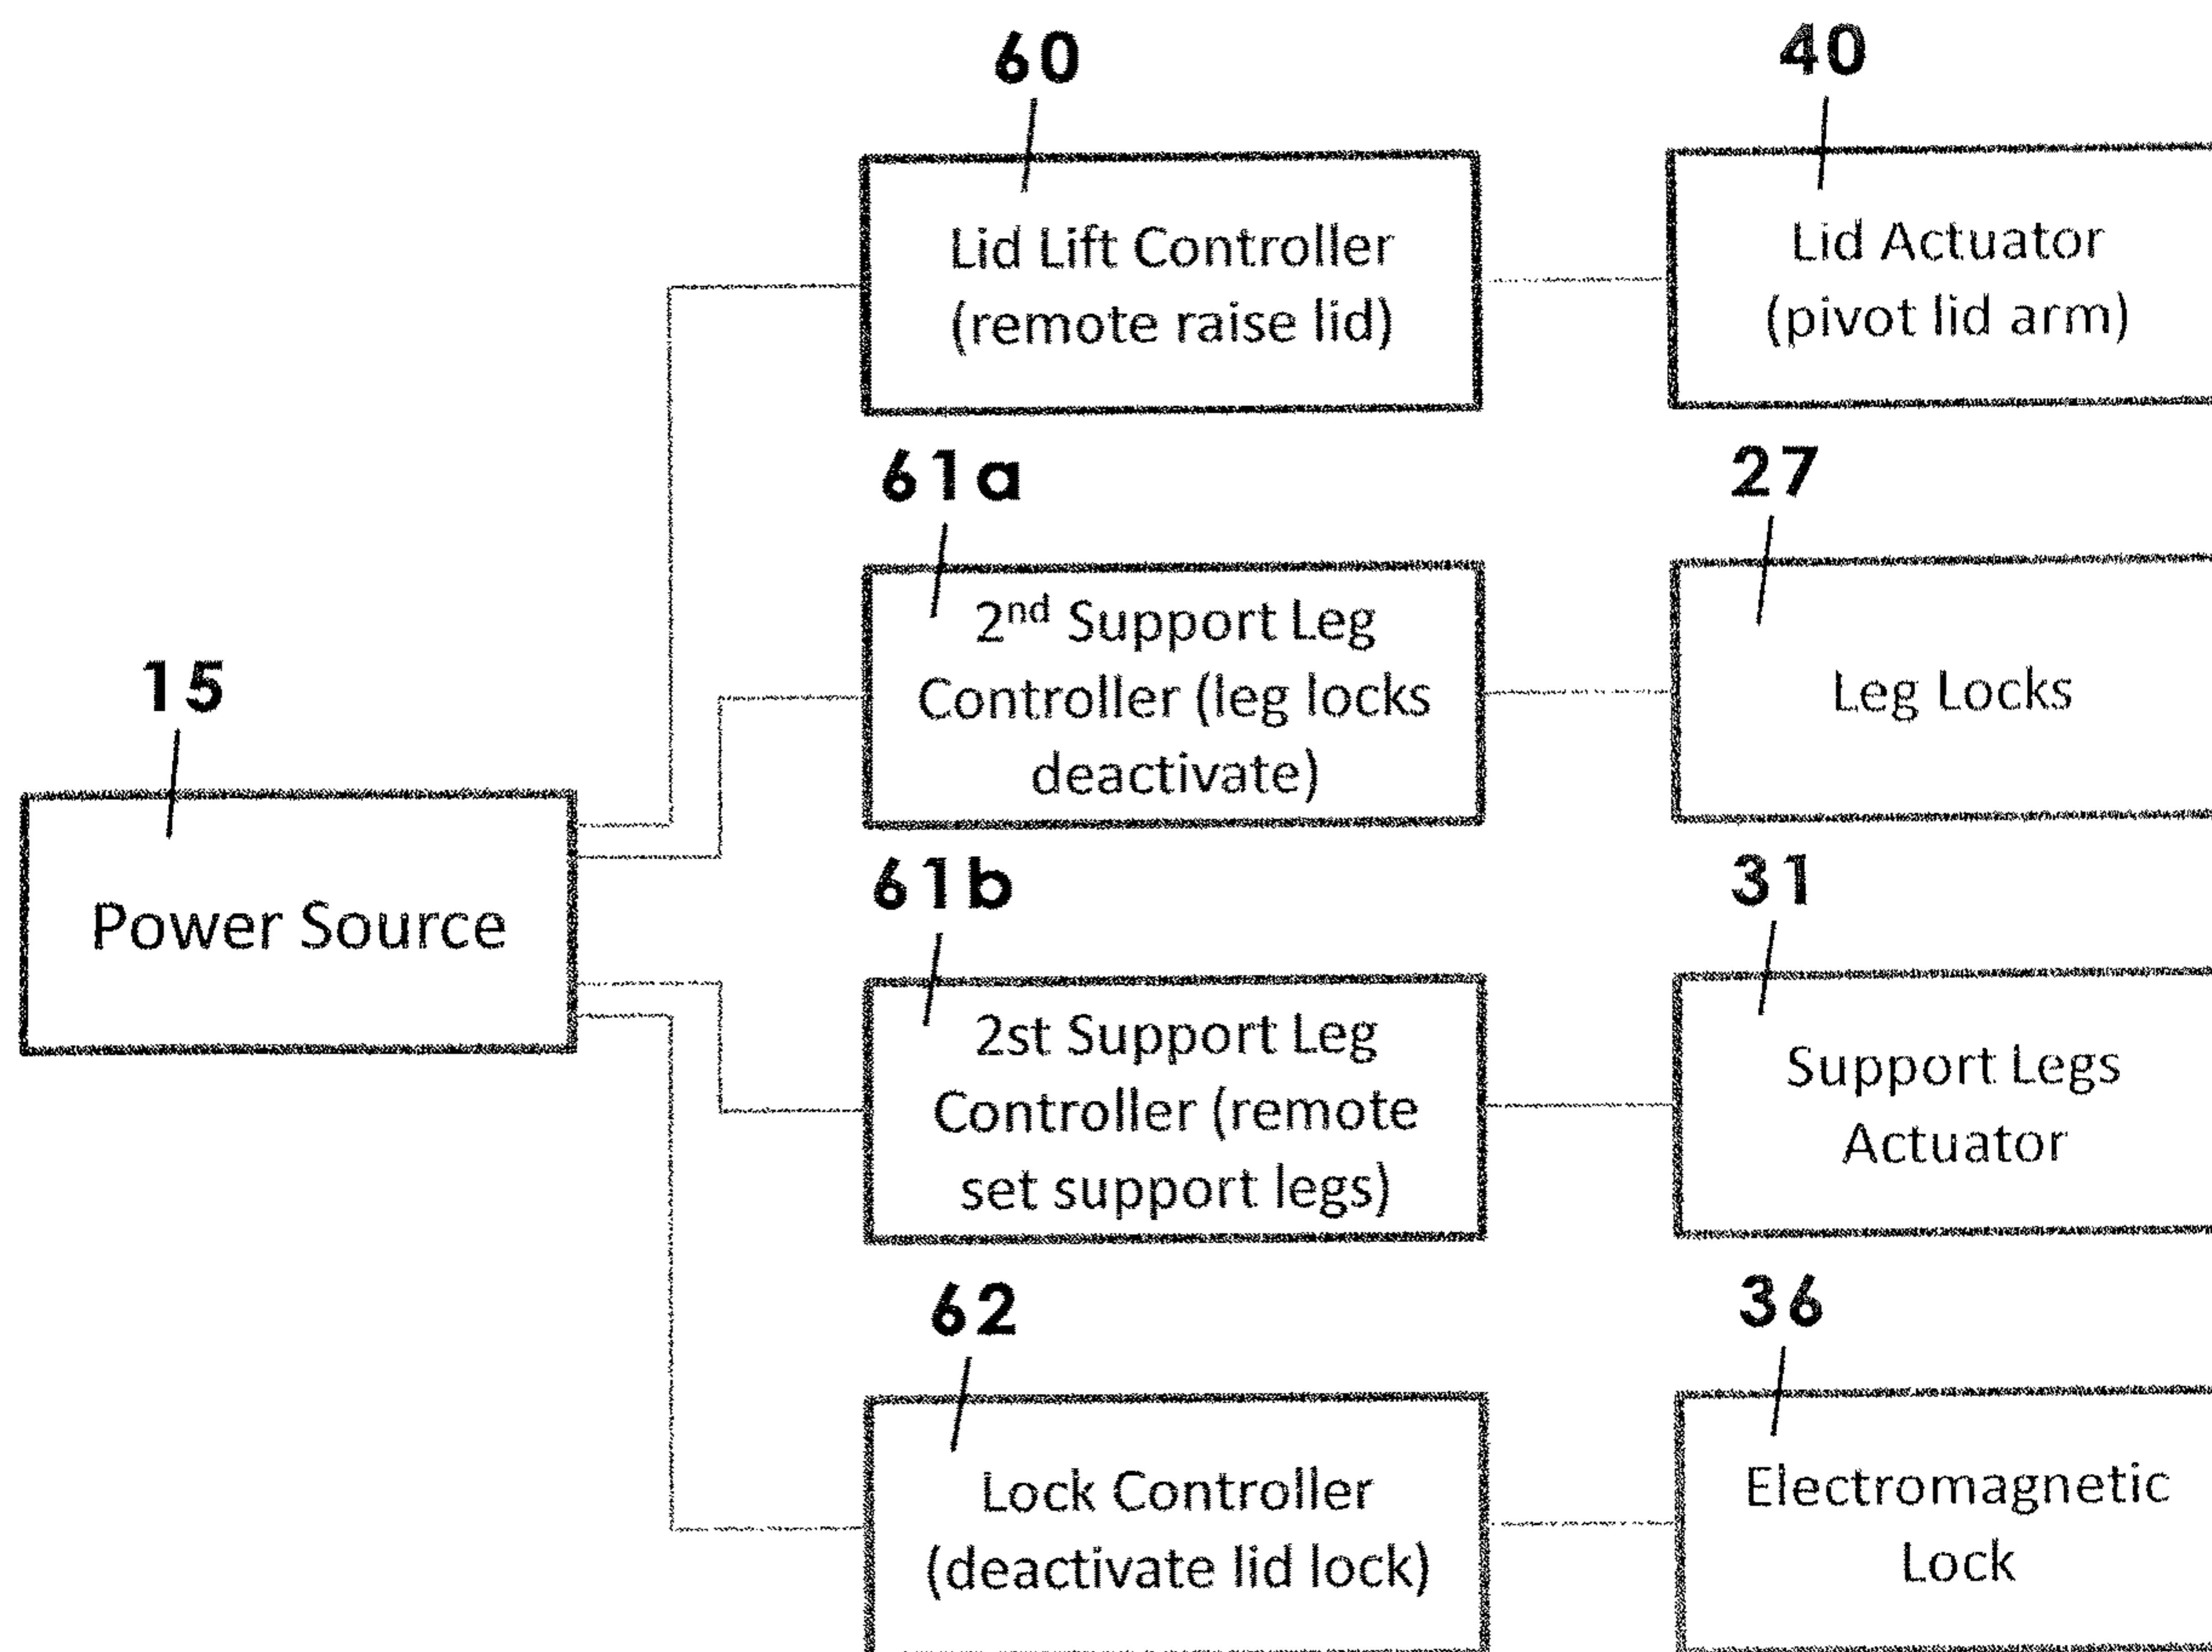 60
40
Lid Lift Controller
(remote raise lid)
Lid Actuator
(pivot lid arm)
61a
27
2nd Support Leg
Controller (leg locks
deactivate)
Leg Locks
15
Power Source
61b
31
2st Support Leg
Controller (remote
set support legs)
Support Legs
Actuator
62
36
Lock Controller
(deactivate lid lock)
Electromagnetic
Lock